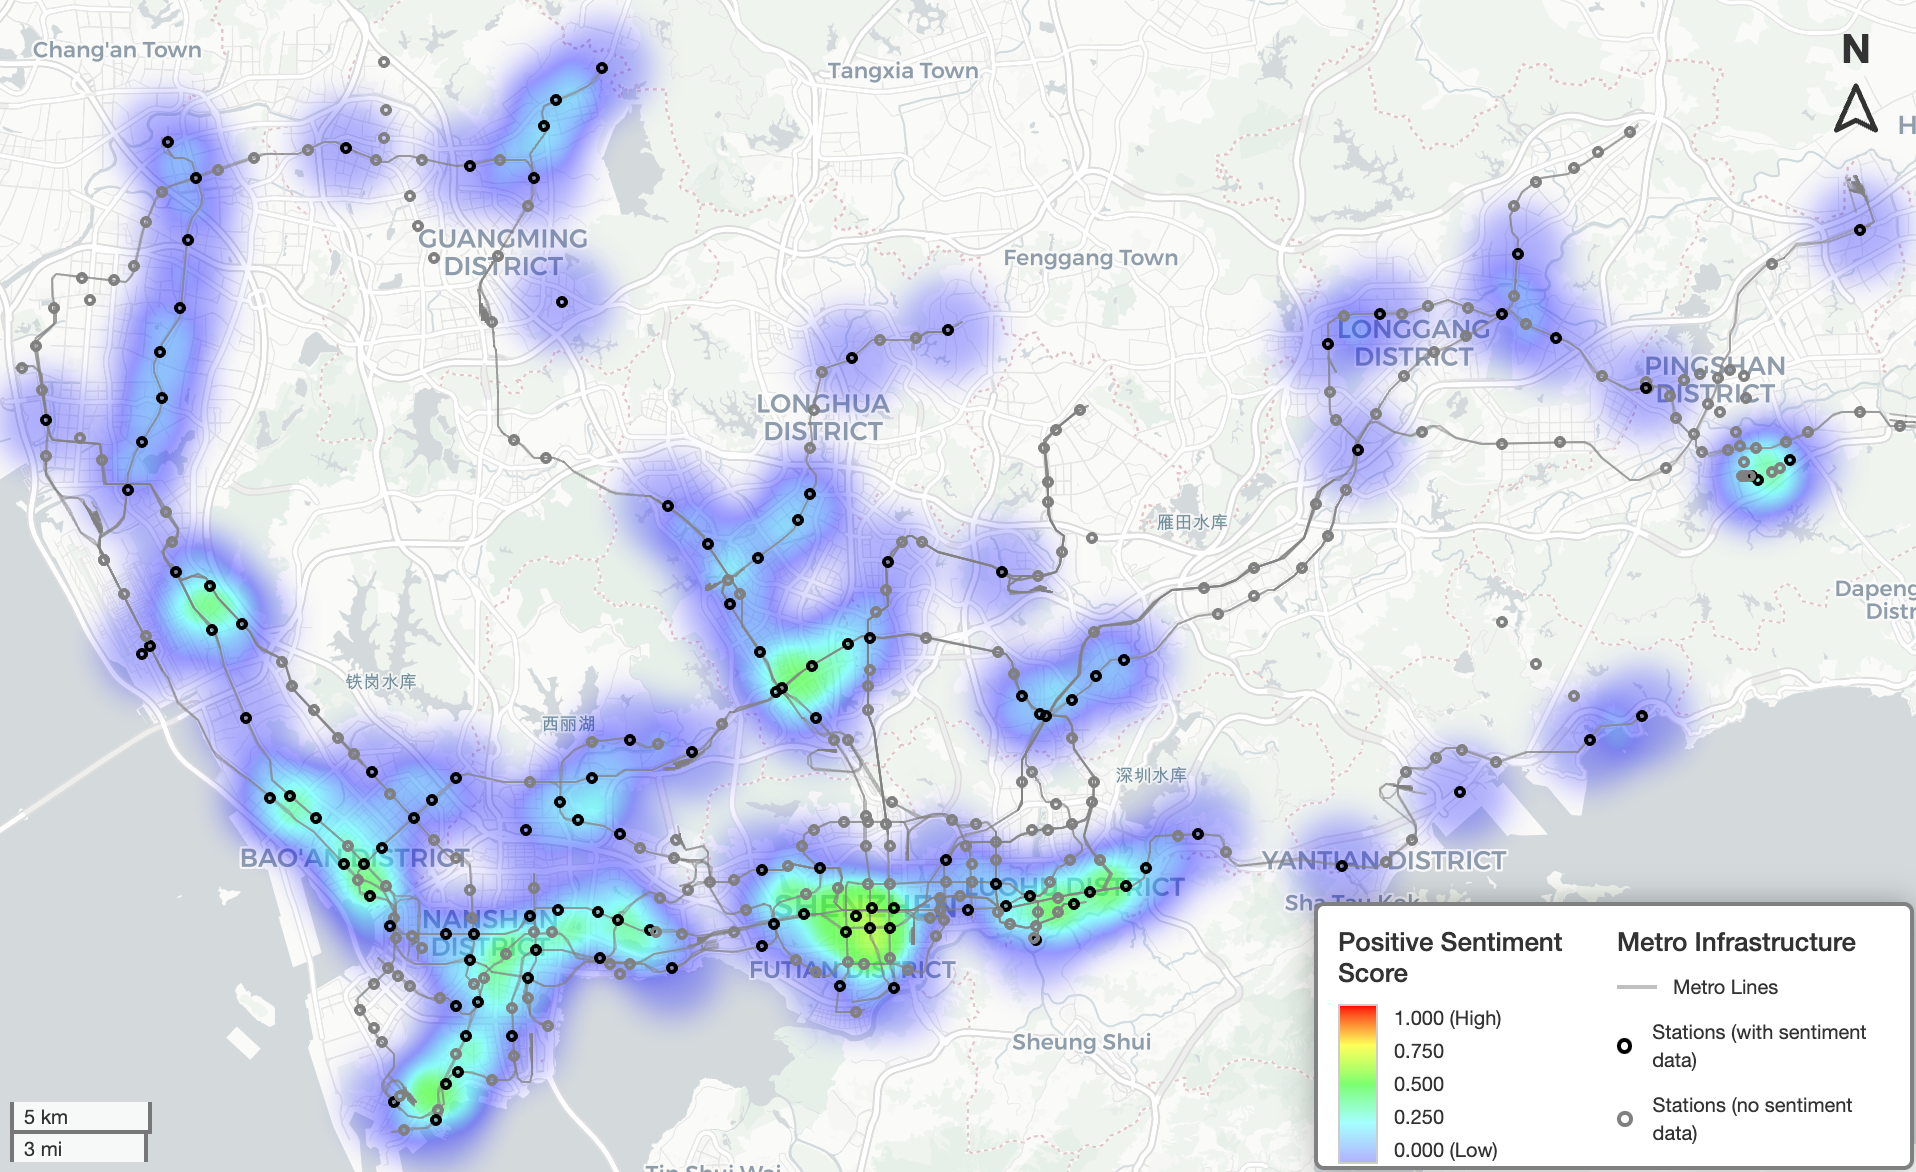 Chang'an Town
Tangxia Town
N
H
GUANGMING
DISTRICT
Fenggang Town
LONGGANG
DISTRICT
PINGSHAN
DISTRICT
LONGHUA
DISTRICT
雁田水库
Dapeng
Distr
铁岗水库
西丽湖
深圳水库
BAO'AN DISTRICT
YANTIAN DISTRICT
LUOHU DISTRICT
SHENZHEN
Sha Tau Kok
NANSHAN
DISTRICT
FUTIAN DISTRICT
Sheung Shui
Tin Shui Wai
5 km
3 mi
Positive Sentiment
Score
1.000 (High)
0.750
0.500
0.250
0.000 (Low)
Metro Infrastructure
Metro Lines
Stations (with sentiment
data)
Stations (no sentiment
data)